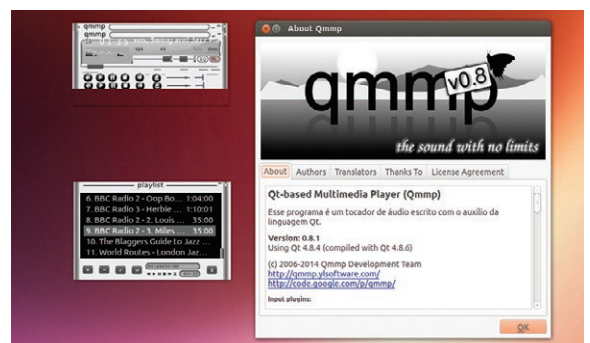 qmmp
qmmp
playlist
6. BBC Radio 2 - Oop Bo... 1:04:00
7. BBC Radio 3 - Herbie ... 1:10:01
8. BBC Radio 2 - 2. Louis ... 35:00
9. BBC Radio 2 - 3. Miles ... 35:00
10. The Blaggers Guide to Jazz ...
11. World Routes - London Jaz...
About Qmmp
qmmp
v0.8
the sound with no limits
About Authors Translators Thanks To License Agreement
Qt-based Multimedia Player (Qmmp)
Esse programa é um tocador de áudio escrito com o auxílio da
linguagem Qt.
Version: 0.8.1
Using Qt 4.8.4 (compiled with Qt 4.8.6)
(c) 2006-2014 Qmmp Development Team
http://qmmp.ylsoftware.com/
http://code.google.com/p/qmmp/
Input plugins:
OK